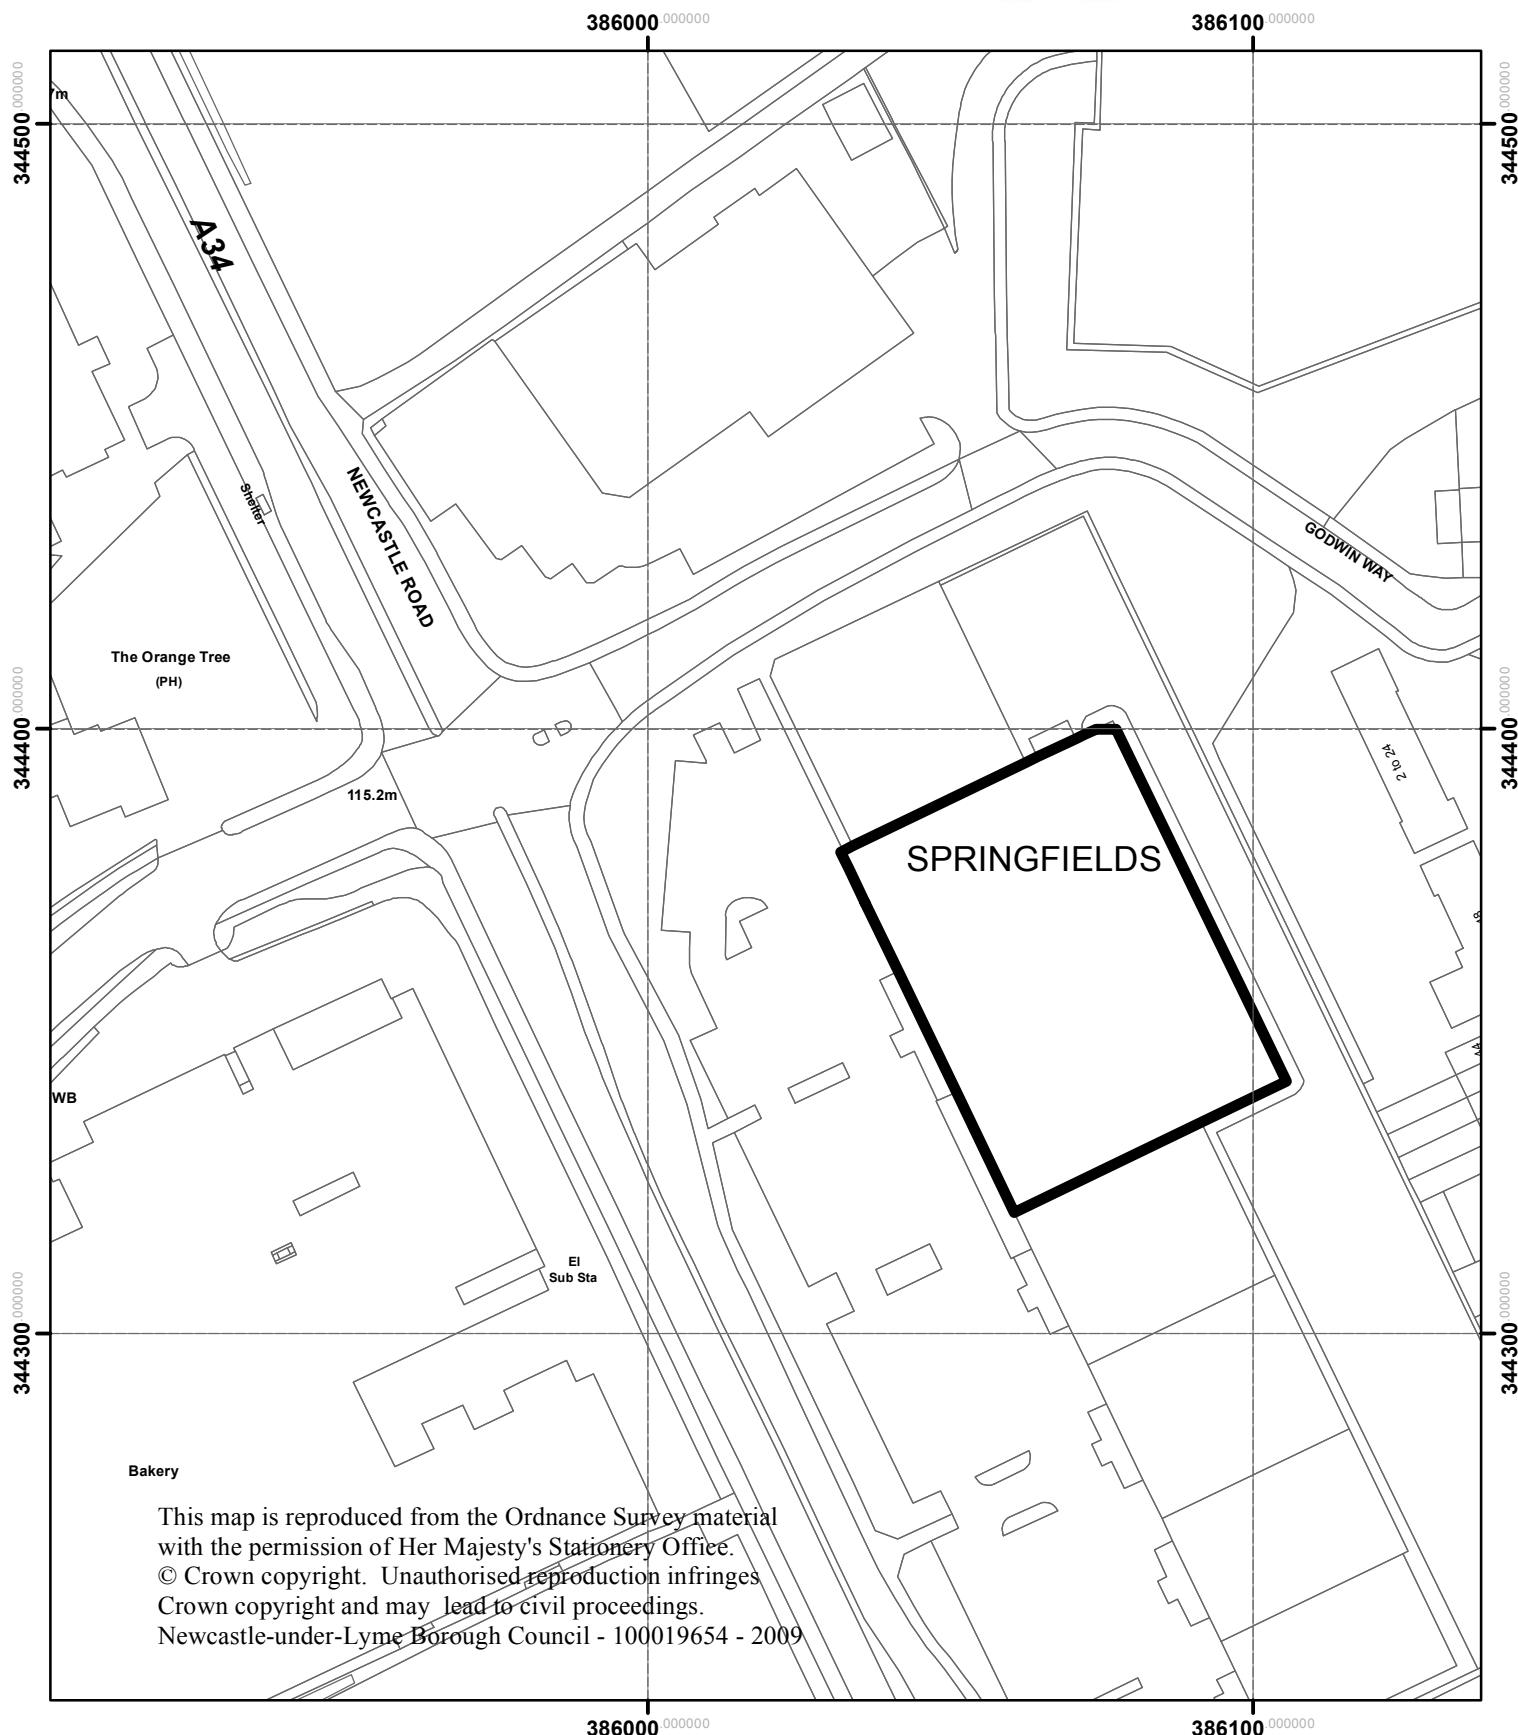 386000.000000
386100.000000
344500.000000
344500.000000
7m
A34
NEWCASTLE ROAD
Shelter
GODWIN WAY
The Orange Tree
(PH)
344400.000000
344400.000000
2 to 24
115.2m
SPRINGFIELDS
WB
El
Sub Sta
344300.000000
344300.000000
Bakery
This map is reproduced from the Ordnance Survey material
with the permission of Her Majesty's Stationery Office.
© Crown copyright.  Unauthorised reproduction infringes
Crown copyright and may  lead to civil proceedings.
Newcastle-under-Lyme Borough Council - 100019654 - 2009
386000.000000
386100.000000